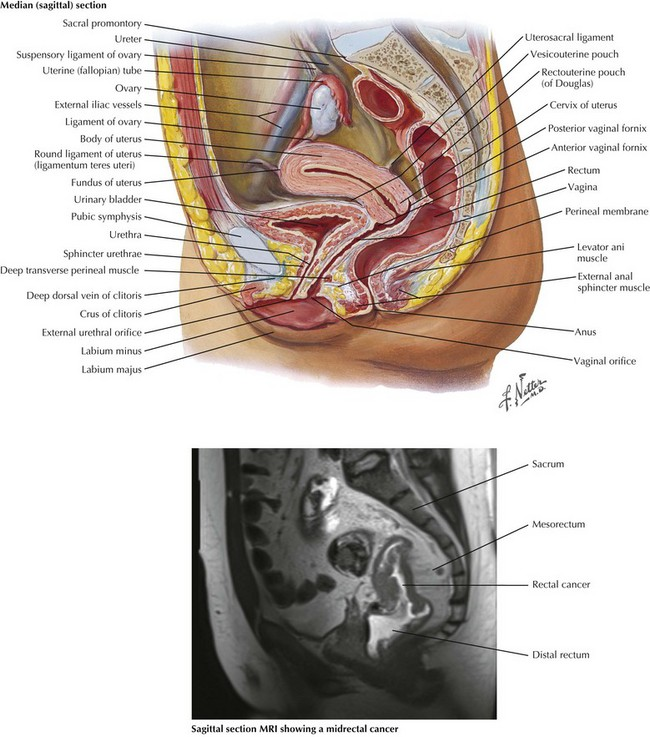 Median (sagittal) section
Sacral promontory
Ureter
Suspensory ligament of ovary
Uterine (fallopian) tube
Ovary
External iliac vessels
Ligament of ovary
Body of uterus
Round ligament of uterus
(ligamentum teres uteri)
Fundus of uterus
Urinary bladder
Pubic symphysis
Urethra
Sphincter urethrae
Deep transverse perineal muscle
Deep dorsal vein of clitoris
Crus of clitoris
External urethral orifice
Labium minus
Labium majus
Uterosacral ligament
Vesicouterine pouch
Rectouterine pouch
(of Douglas)
Cervix of uterus
Posterior vaginal fornix
Anterior vaginal fornix
Rectum
Vagina
Perineal membrane
Levator ani
muscle
External anal
sphincter muscle
Anus
Vaginal orifice
F. Netter
M.D.
Sacrum
Mesorectum
Rectal cancer
Distal rectum
Sagittal section MRI showing a midrectal cancer